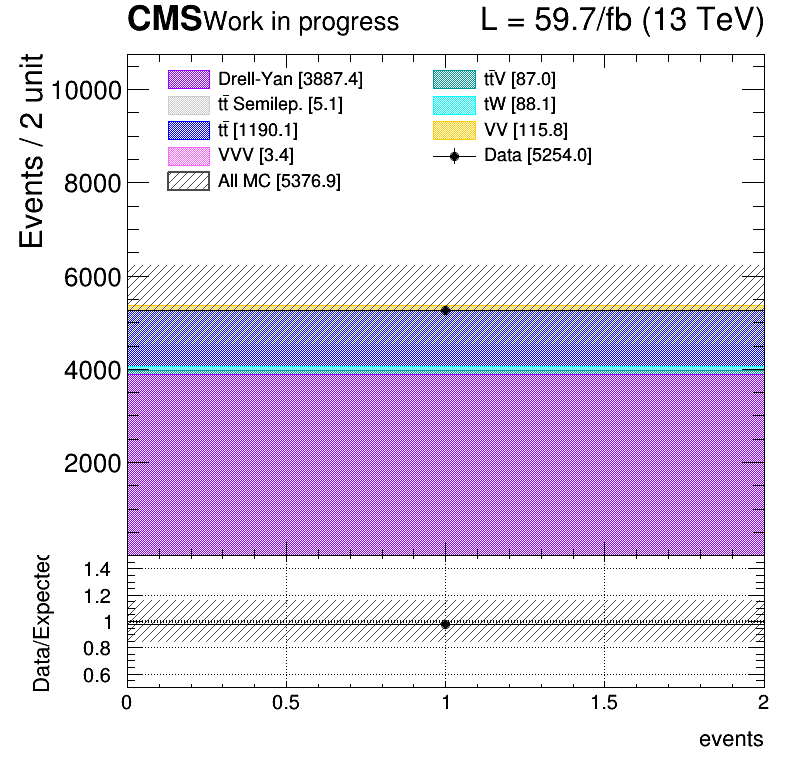 CMS Work in progress L = 59.7/fb (13 TeV)
Events / 2 unit
10000
8000
6000
4000
2000
Drell-Yan [3887.4]
tt̄ Semilep. [5.1]
tt̄ [1190.1]
VVV [3.4]
All MC [5376.9]
tt̄V [87.0]
tW [88.1]
VV [115.8]
Data [5254.0]
Data/Expected
1.4
1.2
1
0.8
0.6
0 0.5 1 1.5 2
events